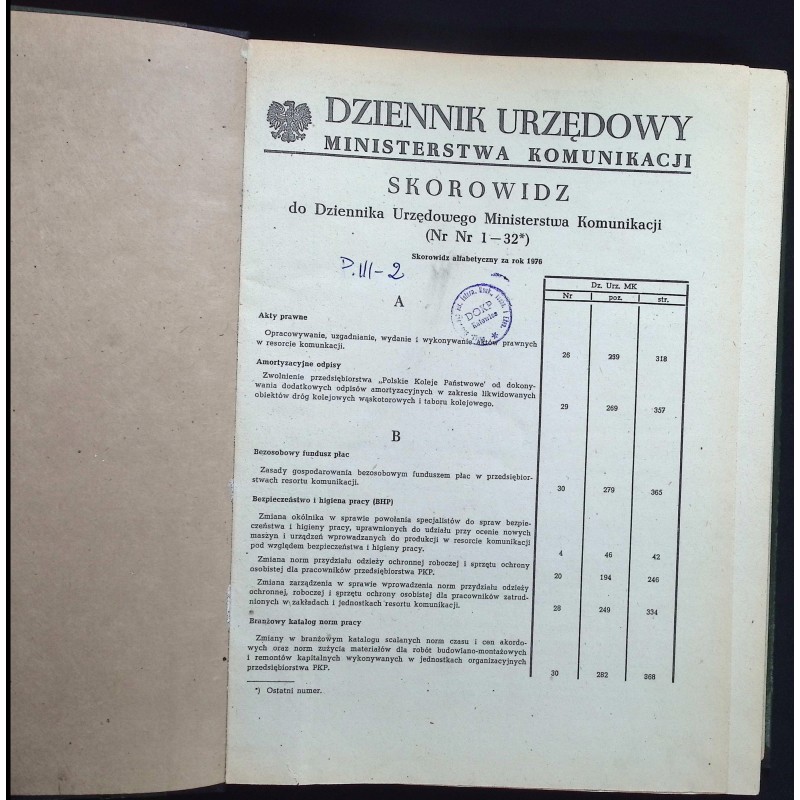 DZIENNIK URZĘDOWY
MINISTERSTWA KOMUNIKACJI
SKOROWIDZ
do Dziennika Urzędowego Ministerstwa Komunikacji
(Nr Nr 1—32*)
Skorowidz alfabetyczny za rok 1976
D.III-2
DOKP
Katowice
Dz. Urz. MK
Nr poz. str.
A
Akty prawne
Opracowywanie, uzgadnianie, wydanie i wykonywanie aktów prawnych
w resorcie komunkacji. 26 239 318
Amortyzacyjne odpisy
Zwolnienie przedsiębiorstwa „Polskie Koleje Państwowe' od dokony-
wania dodatkowych odpisów amortyzacyjnych w zakresie likwidowanych
obiektów dróg kolejowych wąskotorowych i taboru kolejowego. 29 269 357
B
Bezosobowy fundusz płac
Zasady gospodarowania bezosobowym funduszem płac w przedsiębior-
stwach resortu komunikacji. 30 279 365
Bezpieczeństwo i higiena pracy (BHP)
Zmiana okólnika w sprawie powołania specjalistów do spraw bezpie-
czeństwa i higieny pracy, uprawnionych do udziału przy ocenie nowych
maszyn i urządzeń wprowadzanych do produkcji w resorcie komunikacji
pod względem bezpieczeństwa i higieny pracy. 4 46 42
Zmiana norm przydziału odzieży ochronnej roboczej i sprzętu ochrony
osobistej dla pracowników przedsiębiorstwa PKP. 20 194 246
Zmiana zarządzenia w sprawie wprowadzenia norm przydziału odzieży
ochronnej, roboczej i sprzętu ochrony osobistej dla pracowników zatrud-
nionych w zakładach i jednostkach resortu komunikacji. 28 249 334
Branżowy katalog norm pracy
Zmiany w branżowym katalogu scalanych norm czasu i cen akordo-
wych oraz norm zużycia materiałów dla robót budowlano-montażowych
i remontów kapitalnych wykonywanych w jednostkach organizacyjnych
przedsiębiorstwa PKP. 30 282 368
*) Ostatni numer.